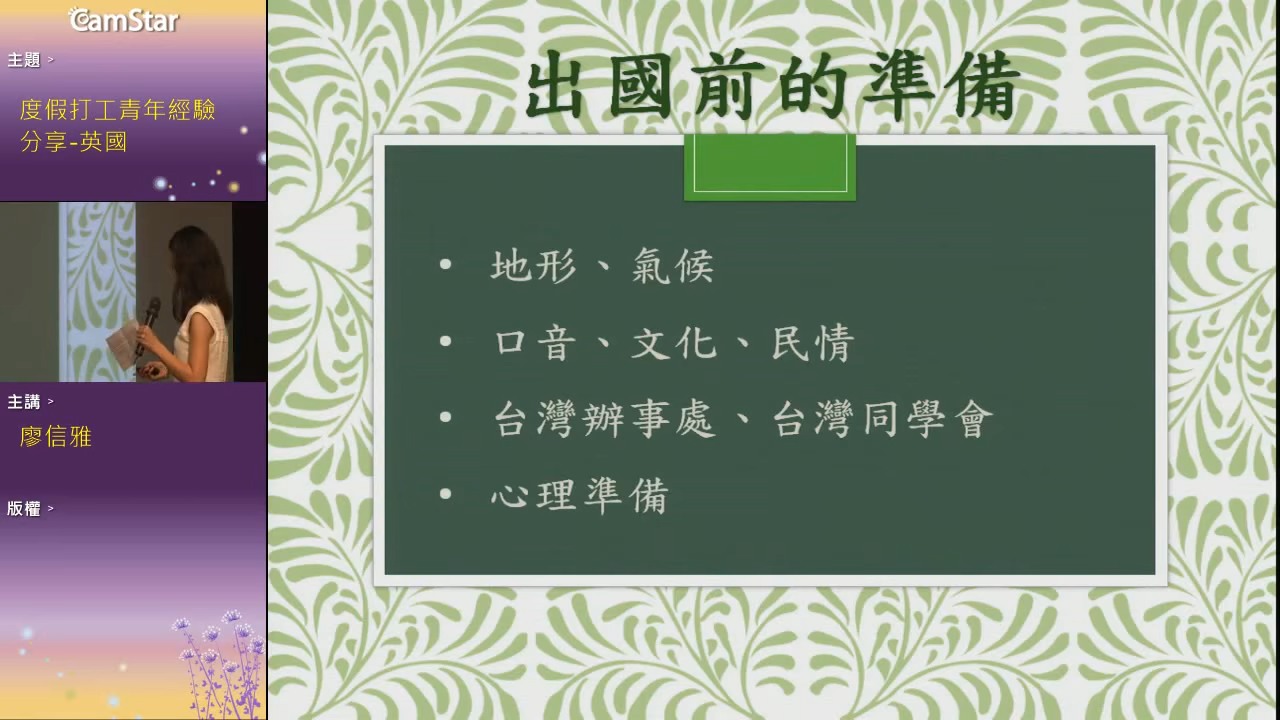 CamStar
主題 >
度假打工青年經驗
分享-英國
主講 >
廖信雅
版權 >
出國前的準備
• 地形、氣候
• 口音、文化、民情
• 台灣辦事處、台灣同學會
• 心理準備